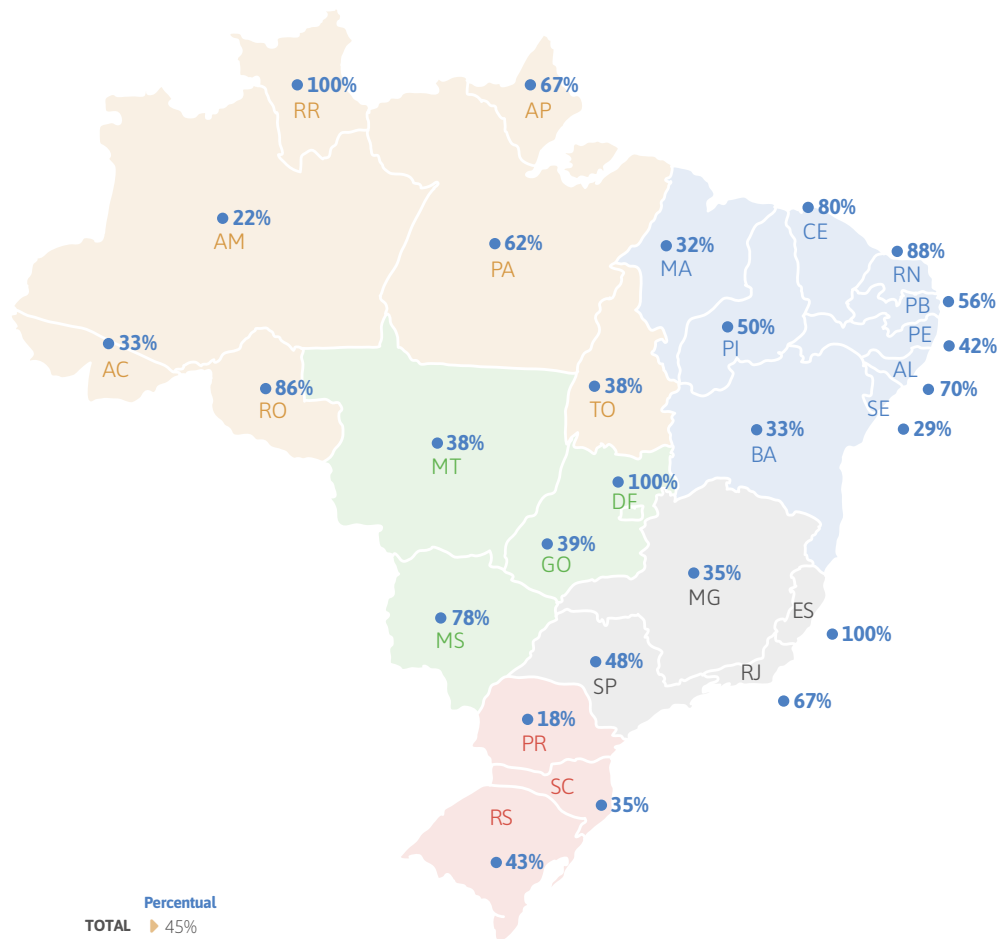 100%
RR
67%
AP
22%
AM
62%
PA
32%
MA
80%
CE
88%
RN
PB
56%
50%
PI
PE
42%
33%
AC
86%
RO
38%
TO
AL
70%
SE
29%
33%
BA
38%
MT
100%
DF
39%
GO
35%
MG
ES
100%
78%
MS
48%
SP
RJ
67%
18%
PR
SC
35%
RS
43%
Percentual
TOTAL 45%